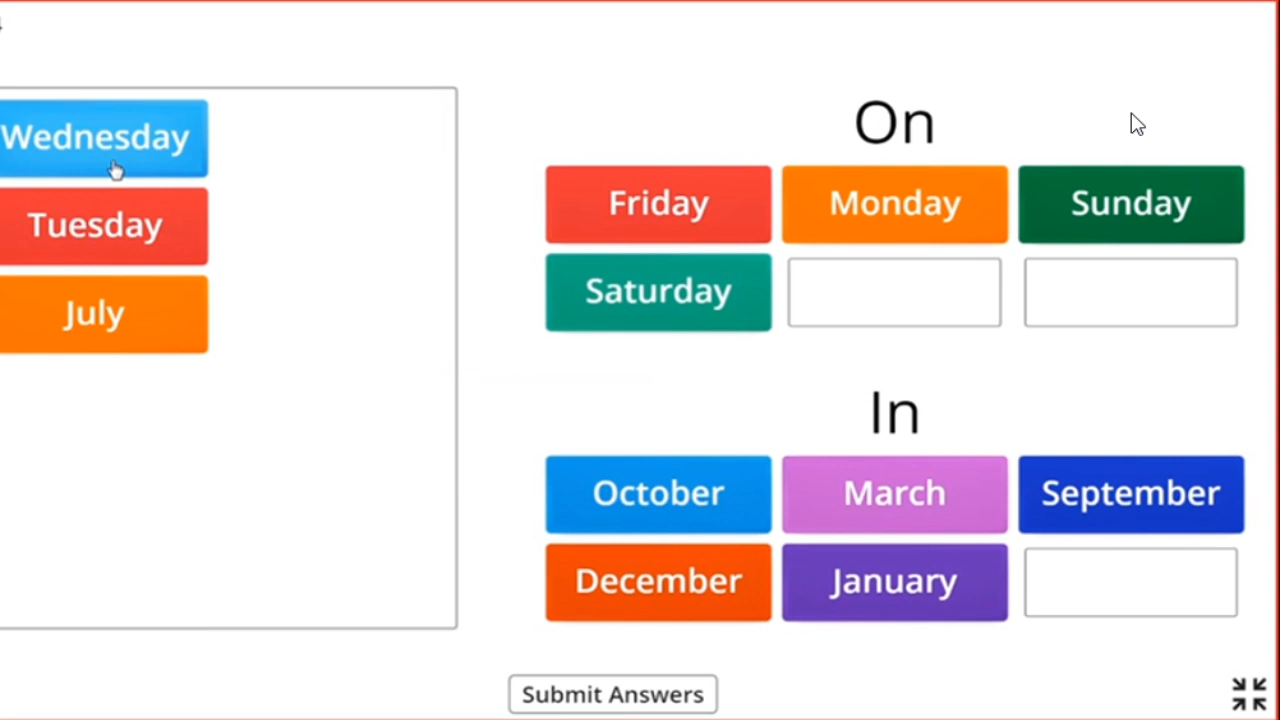 Wednesday
Tuesday
July
On
Friday Monday Sunday
Saturday
In
October March September
December January
Submit Answers